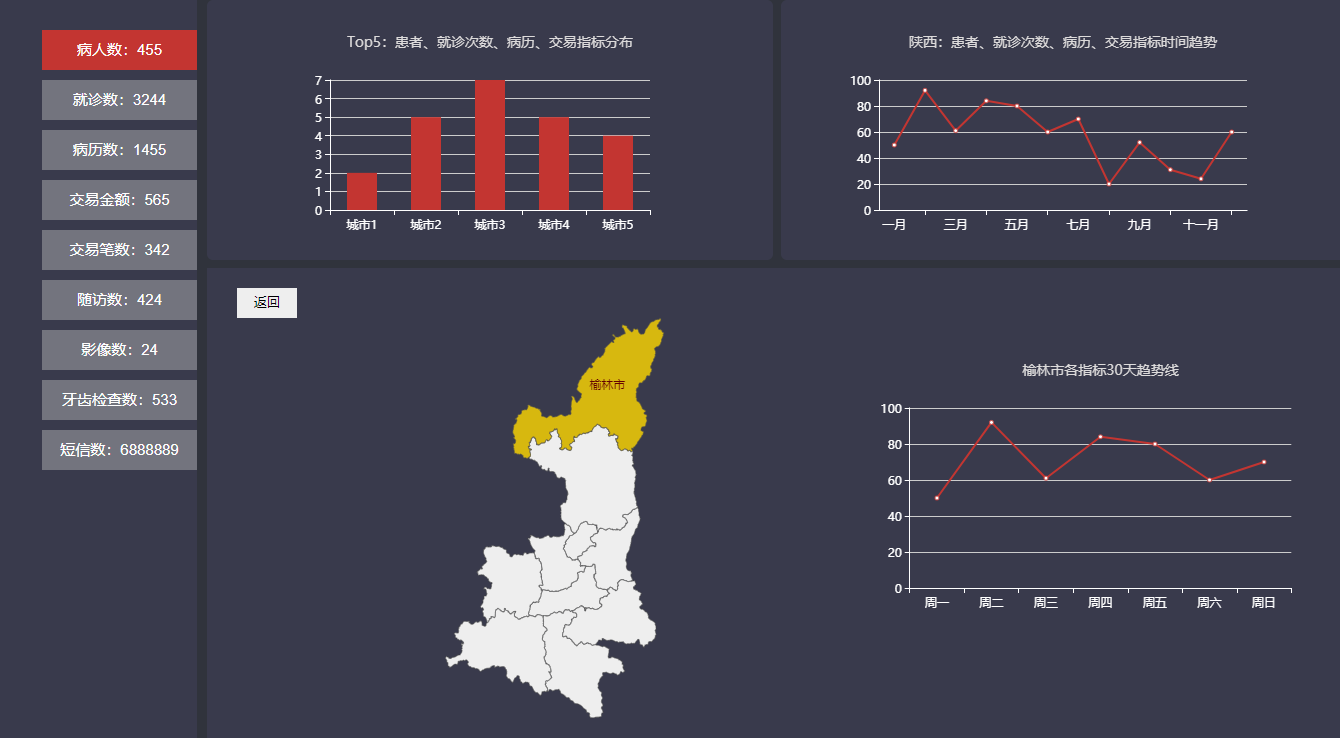 病人数：455
就诊数：3244
病历数：1455
交易金额：565
交易笔数：342
随访数：424
影像数：24
牙齿检查数：533
短信数：6888889
Top5：患者、就诊次数、病历、交易指标分布
7
6
5
4
3
2
1
0
城市1 城市2 城市3 城市4 城市5
陕西：患者、就诊次数、病历、交易指标时间趋势
100
80
60
40
20
0
一月 三月 五月 七月 九月 十一月
返回
榆林市
榆林市各指标30天趋势线
100
80
60
40
20
0
周一 周二 周三 周四 周五 周六 周日